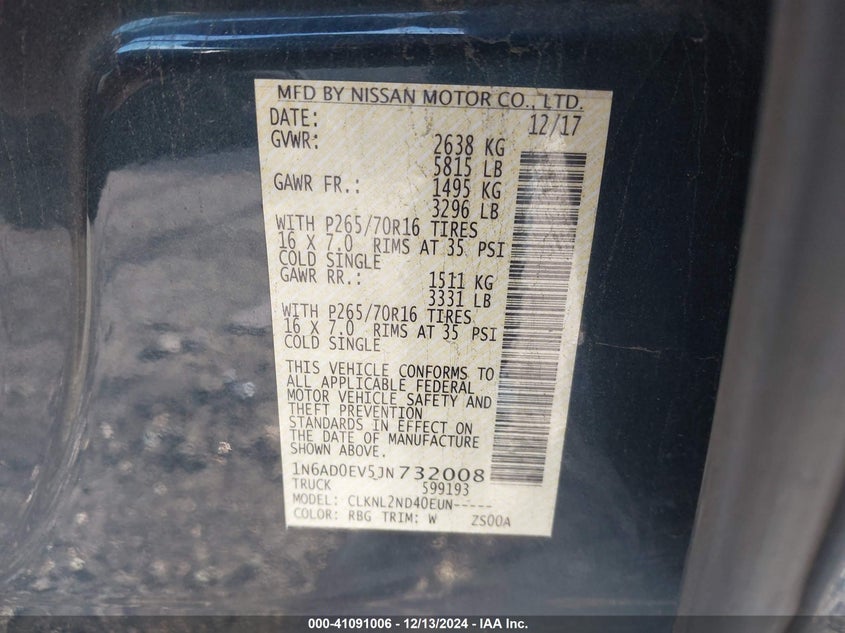 MFD BY NISSAN MOTOR CO., LTD.
DATE: 12/17
GVWR: 2638 KG
5815 LB
GAWR FR.: 1495 KG
3296 LB
WITH P265/70R16 TIRES
16 X 7.0 RIMS AT 35 PSI
COLD SINGLE
GAWR RR.: 1511 KG
3331 LB
WITH P265/70R16 TIRES
16 X 7.0 RIMS AT 35 PSI
COLD SINGLE
THIS VEHICLE CONFORMS TO
ALL APPLICABLE FEDERAL
MOTOR VEHICLE SAFETY AND
THEFT PREVENTION
STANDARDS IN EFFECT ON
THE DATE OF MANUFACTURE
SHOWN ABOVE.
1N6AD0EV5JN732008
TRUCK 599193
MODEL: CLKNL2ND40EUN-----
COLOR: RBG TRIM: W ZS00A
000-41091006 - 12/13/2024 - IAA Inc.